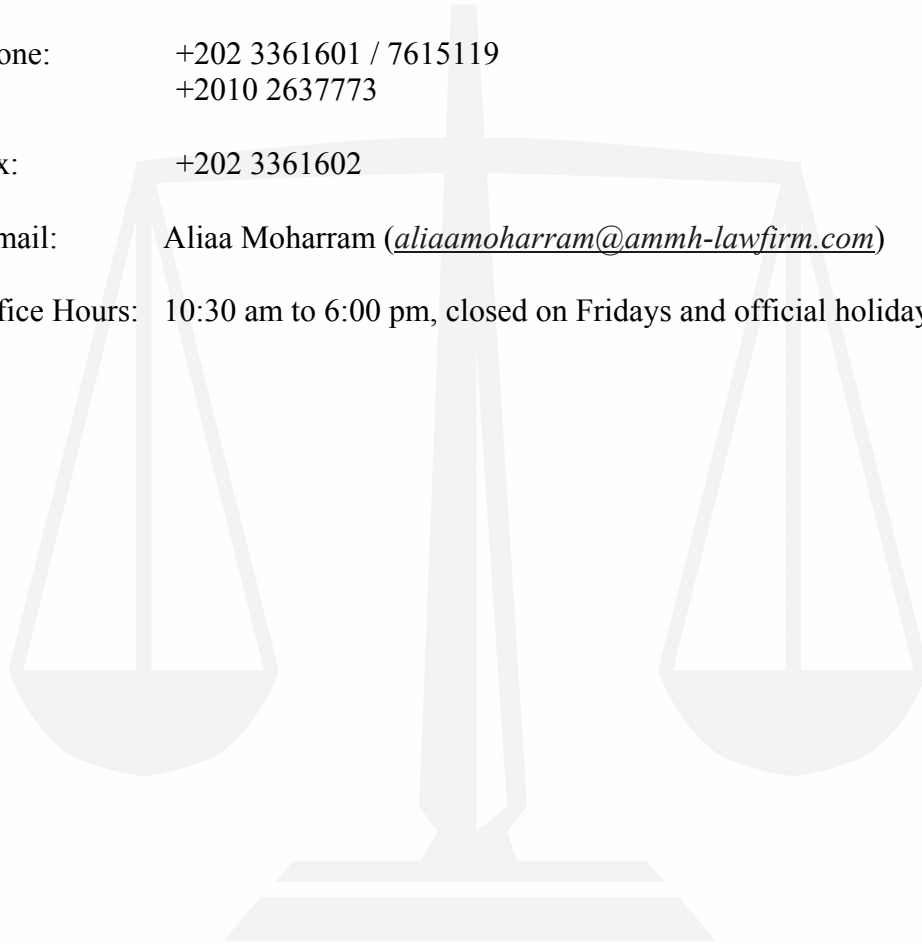 one: +202 3361601 / 7615119
+2010 2637773
x: +202 3361602
mail: Aliaa Moharram (aliaamoharram@ammh-lawfirm.com)
fice Hours: 10:30 am to 6:00 pm, closed on Fridays and official holiday